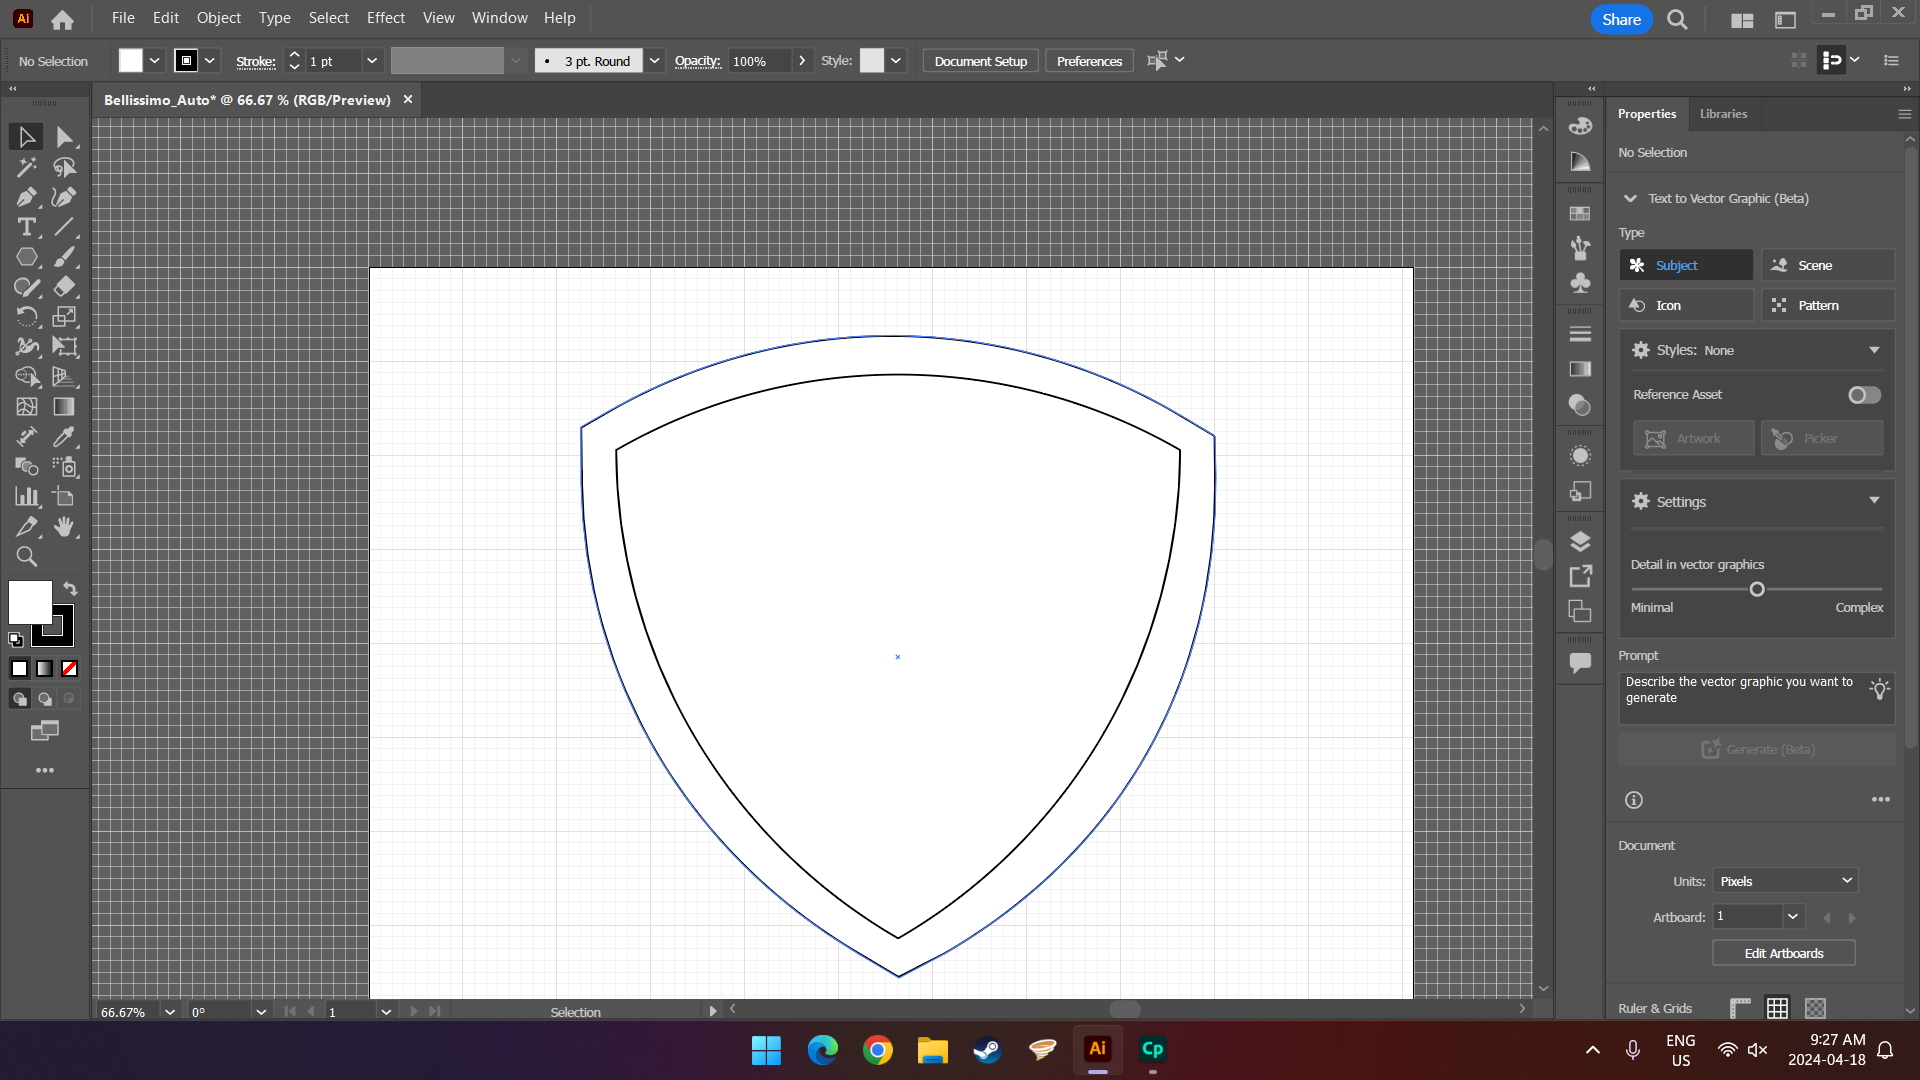 Ai File Edit Object Type Select Effect View Window Help Share
No Selection Stroke: 1 pt 3 pt. Round Opacity: 100% Style: Document Setup Preferences
Bellissimo_Auto* @ 66.67 % (RGB/Preview)
Properties Libraries
No Selection
Text to Vector Graphic (Beta)
Type
Subject Scene
Icon Pattern
Styles: None
Reference Asset
Artwork Picker
Settings
Detail in vector graphics
Minimal Complex
Prompt
Describe the vector graphic you want to
generate
Generate (Beta)
Document
Units: Pixels
Artboard: 1
Edit Artboards
Ruler & Grids
66.67% 0° 1 Selection
Ai Cp
ENG
US
9:27 AM
2024-04-18